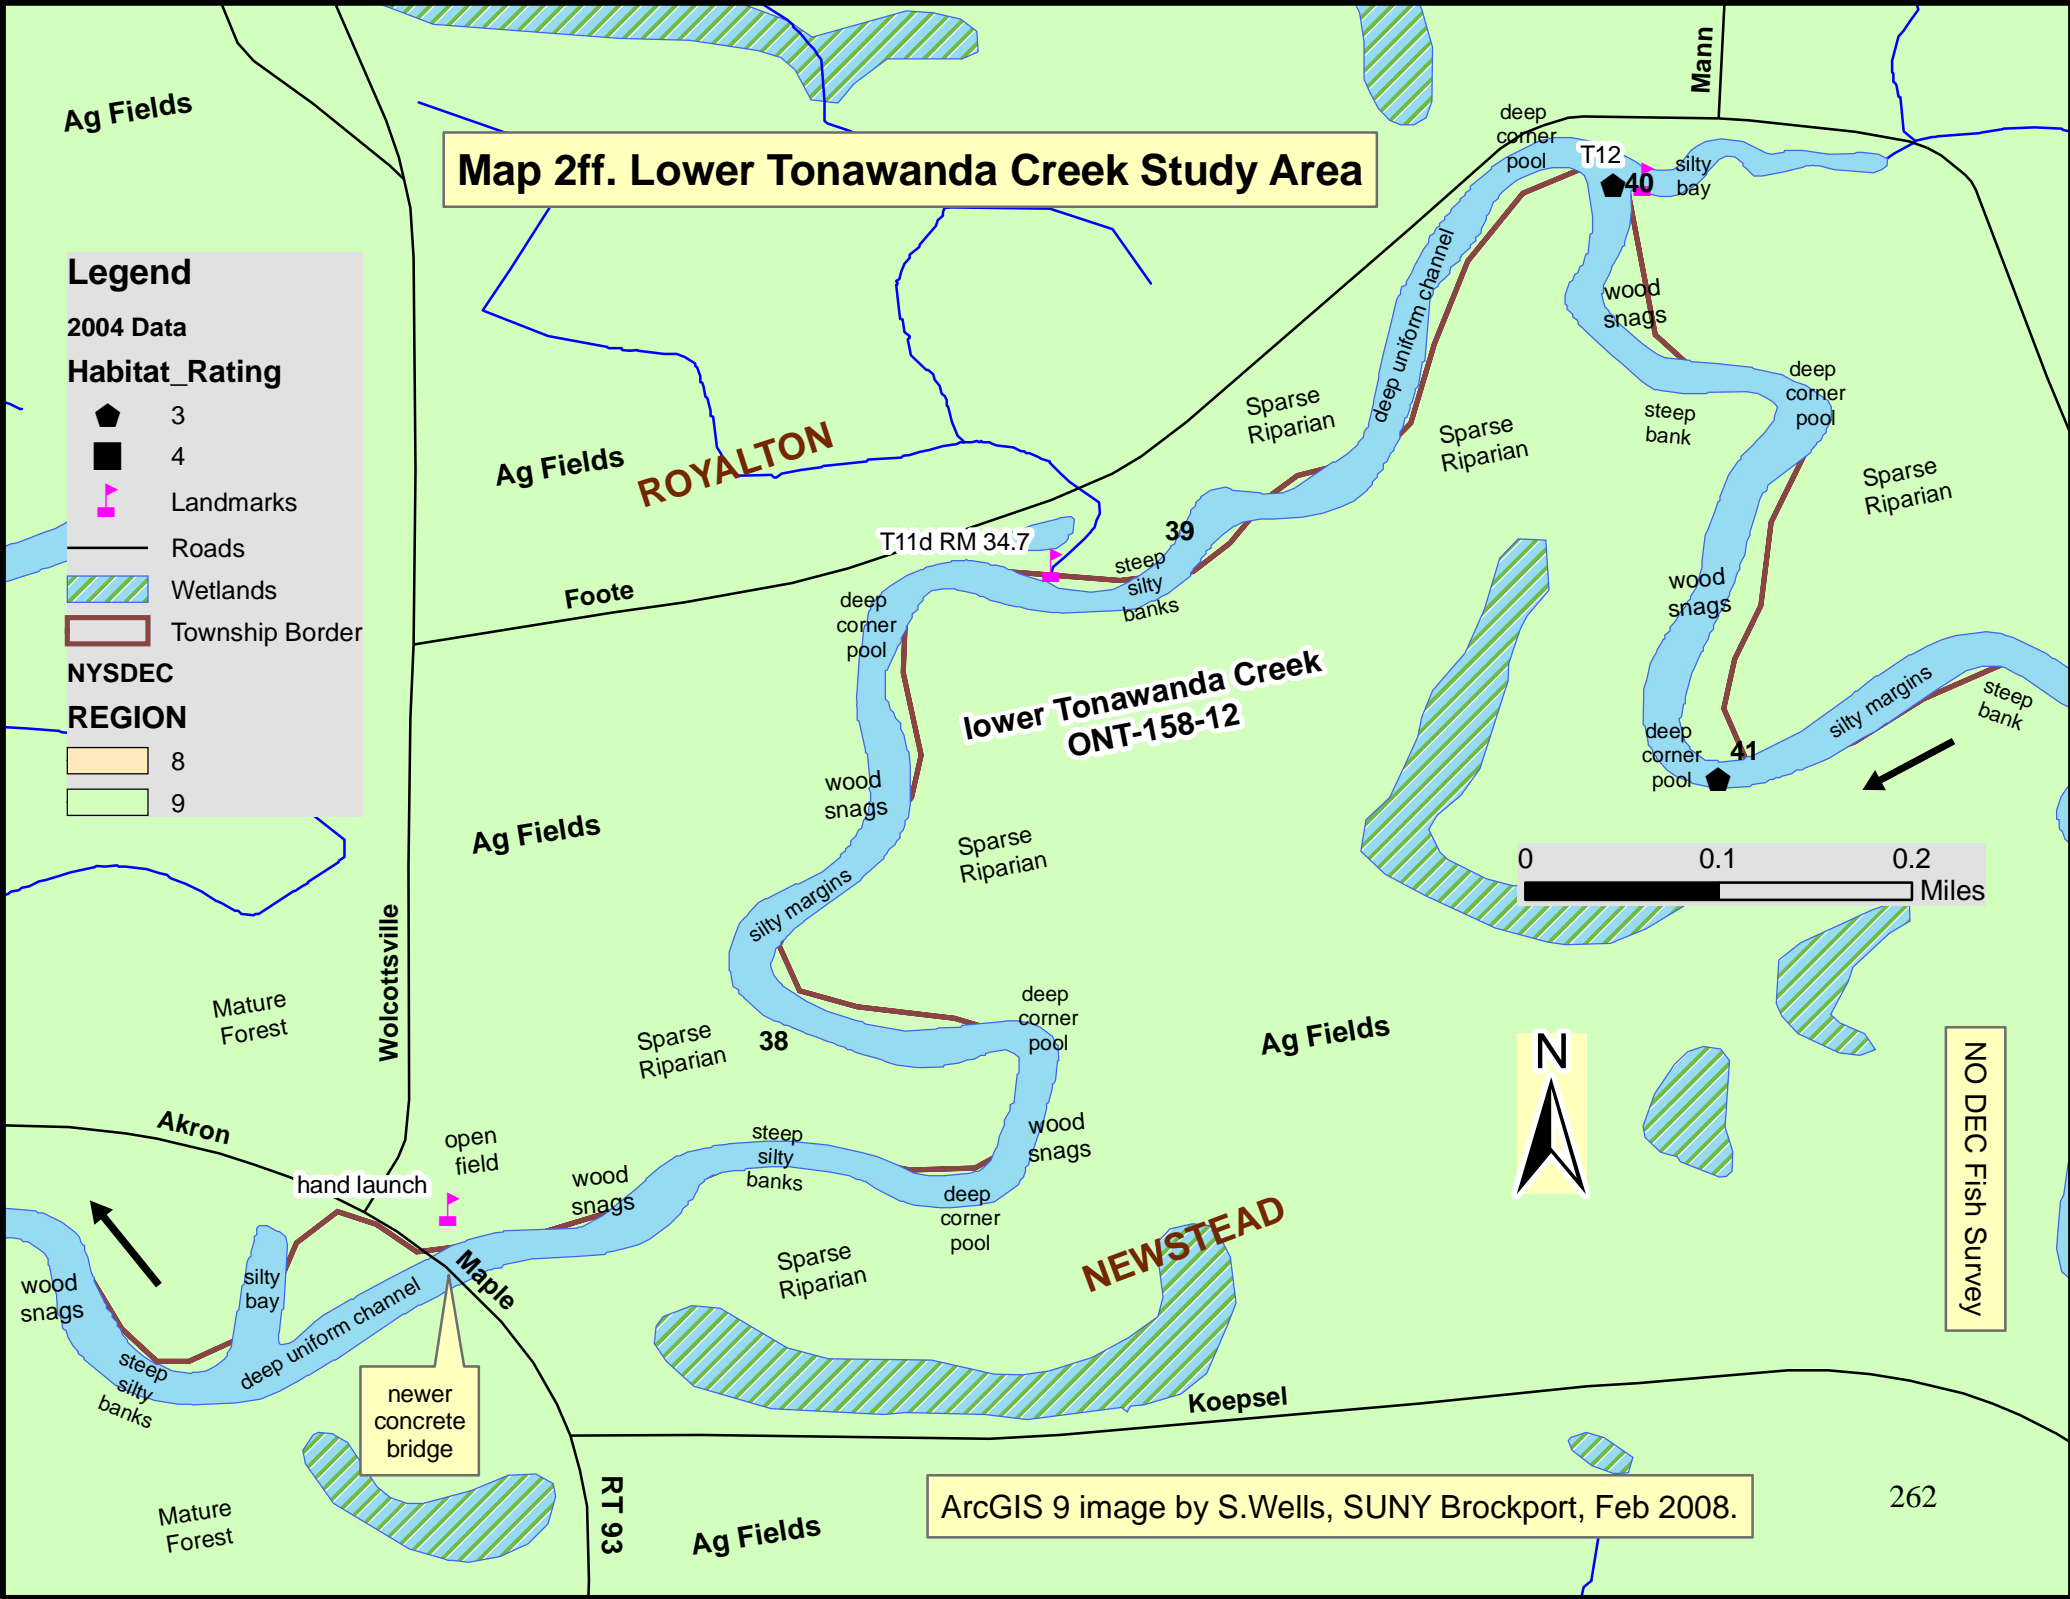 Map 2ff. Lower Tonawanda Creek Study Area
Mann
Ag Fields
deep
corner
pool
T12
40
silty
bay
Legend
2004 Data
Habitat_Rating
3
4
Landmarks
Roads
Wetlands
Township Border
NYSDEC
REGION
8
9
deep uniform channel
wood
snags
deep
corner
pool
steep
bank
Sparse
Riparian
Sparse
Riparian
Sparse
Riparian
Ag Fields
ROYALTON
T11d RM 34.7
39
steep
silty
banks
Foote
deep
corner
pool
wood
snags
lower Tonawanda Creek
ONT-158-12
silty margins
steep
bank
deep
corner
pool
41
wood
snags
Ag Fields
Sparse
Riparian
0 0.1 0.2
Miles
silty margins
Wolcottsville
Mature
Forest
Sparse
Riparian
38
deep
corner
pool
Ag Fields
N
NO DEC Fish Survey
Akron
open
field
hand launch
wood
snags
steep
silty
banks
wood
snags
deep
corner
pool
NEWSTEAD
Sparse
Riparian
Maple
wood
snags
silty
bay
deep uniform channel
steep
silty
banks
newer
concrete
bridge
Koepsel
RT 93
Mature
Forest
Ag Fields
ArcGIS 9 image by S.Wells, SUNY Brockport, Feb 2008.
262